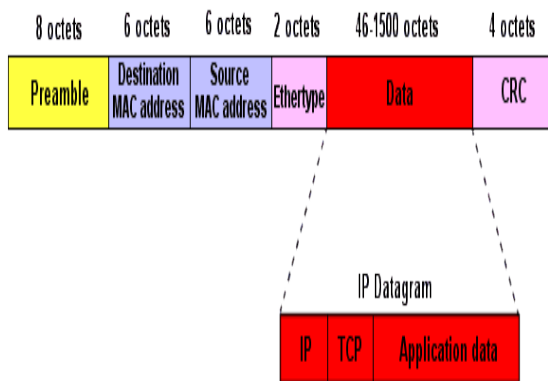 8 octets 6 octets 6 octets 2 octets 46-1500 octets 4 octets
Preamble
Destination
MAC address
Source
MAC address
Ethertype
Data
CRC
IP Datagram
IP TCP Application data